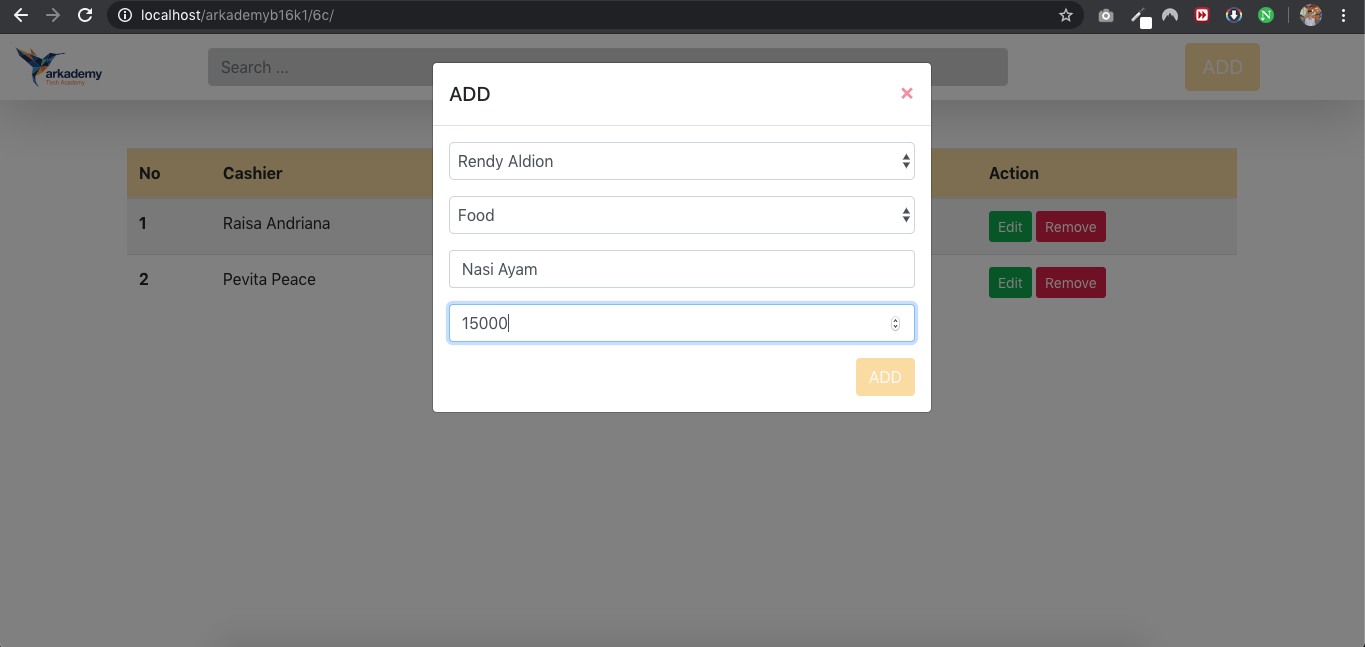 localhost/arkademyb16k1/6c/
arkademy
Tech Academy
Search ...
ADD
ADD
×
Rendy Aldion
Food
Nasi Ayam
15000
ADD
No Cashier Action
1 Raisa Andriana Edit Remove
2 Pevita Peace Edit Remove